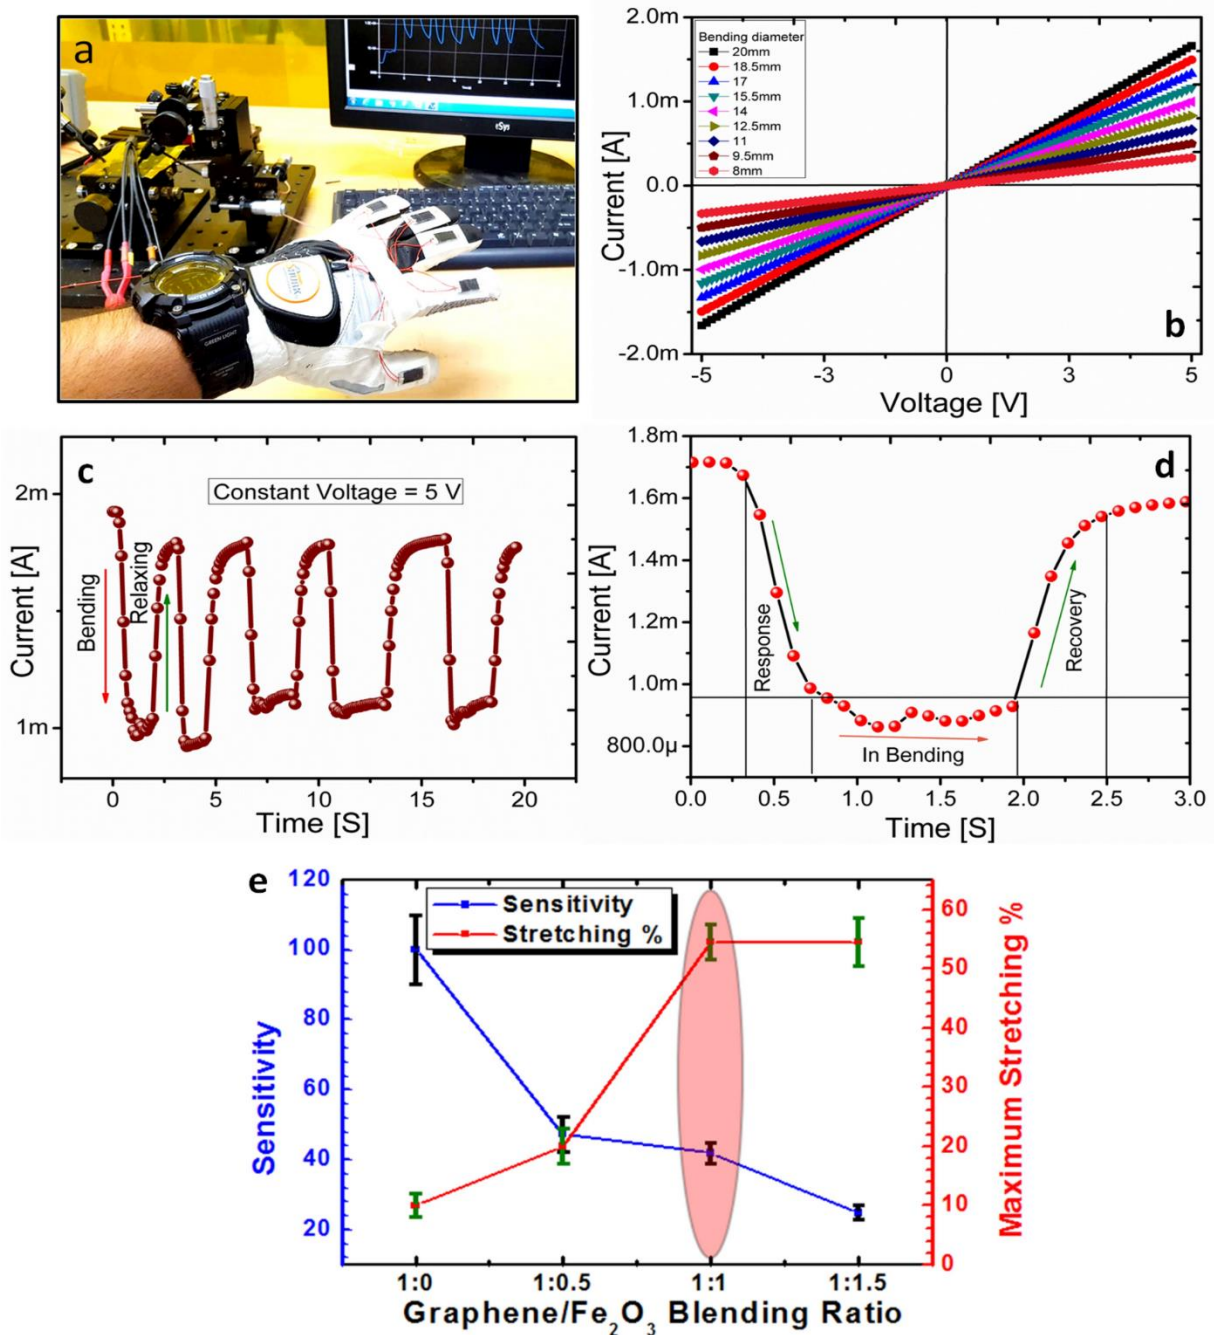 a
eSys
GREEN LIGHT
2.0m
1.0m
0.0
-1.0m
-2.0m
Current [A]
Bending diameter
20mm
18.5mm
17
15.5mm
14
12.5mm
11
9.5mm
8mm
b
-5
-3
0
3
5
Voltage [V]
c
2m
1m
Current [A]
Constant Voltage = 5 V
Bending
Relaxing
0
5
10
15
20
Time [S]
d
1.8m
1.6m
1.4m
1.2m
1.0m
800.0µ
Current [A]
Response
Recovery
In Bending
0.0
0.5
1.0
1.5
2.0
2.5
3.0
Time [S]
e
120
100
80
60
40
20
Sensitivity
Sensitivity
Stretching %
60
50
40
30
20
10
0
Maximum Stretching %
1:0
1:0.5
1:1
1:1.5
Graphene/Fe₂O₃ Blending Ratio